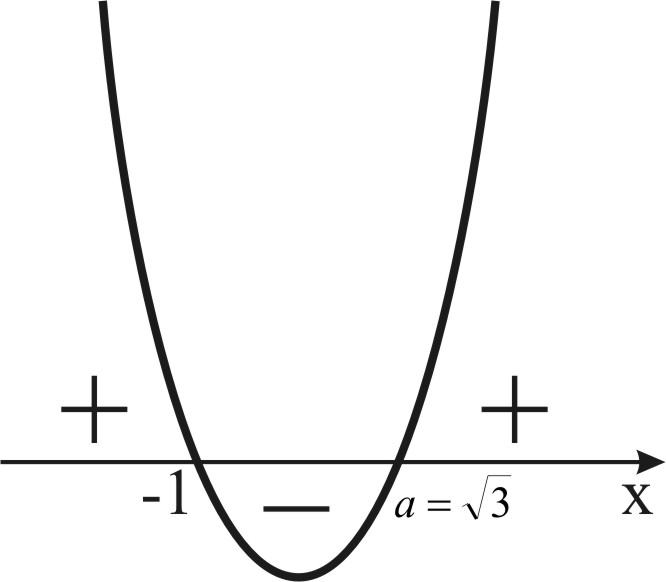 + +
-1 — a = √3 x